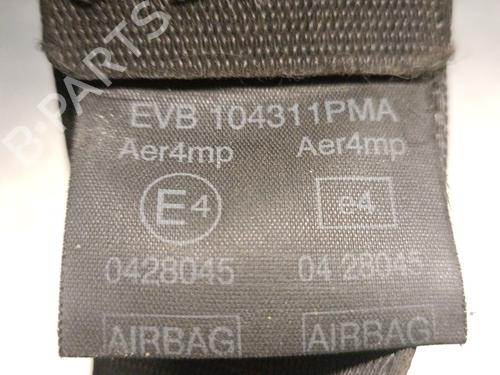 B-PARTS
EVB 104311PMA
Aer4mp Aer4mp
E4 e4
0428045 04 28045
AIRBAG AIRBAG